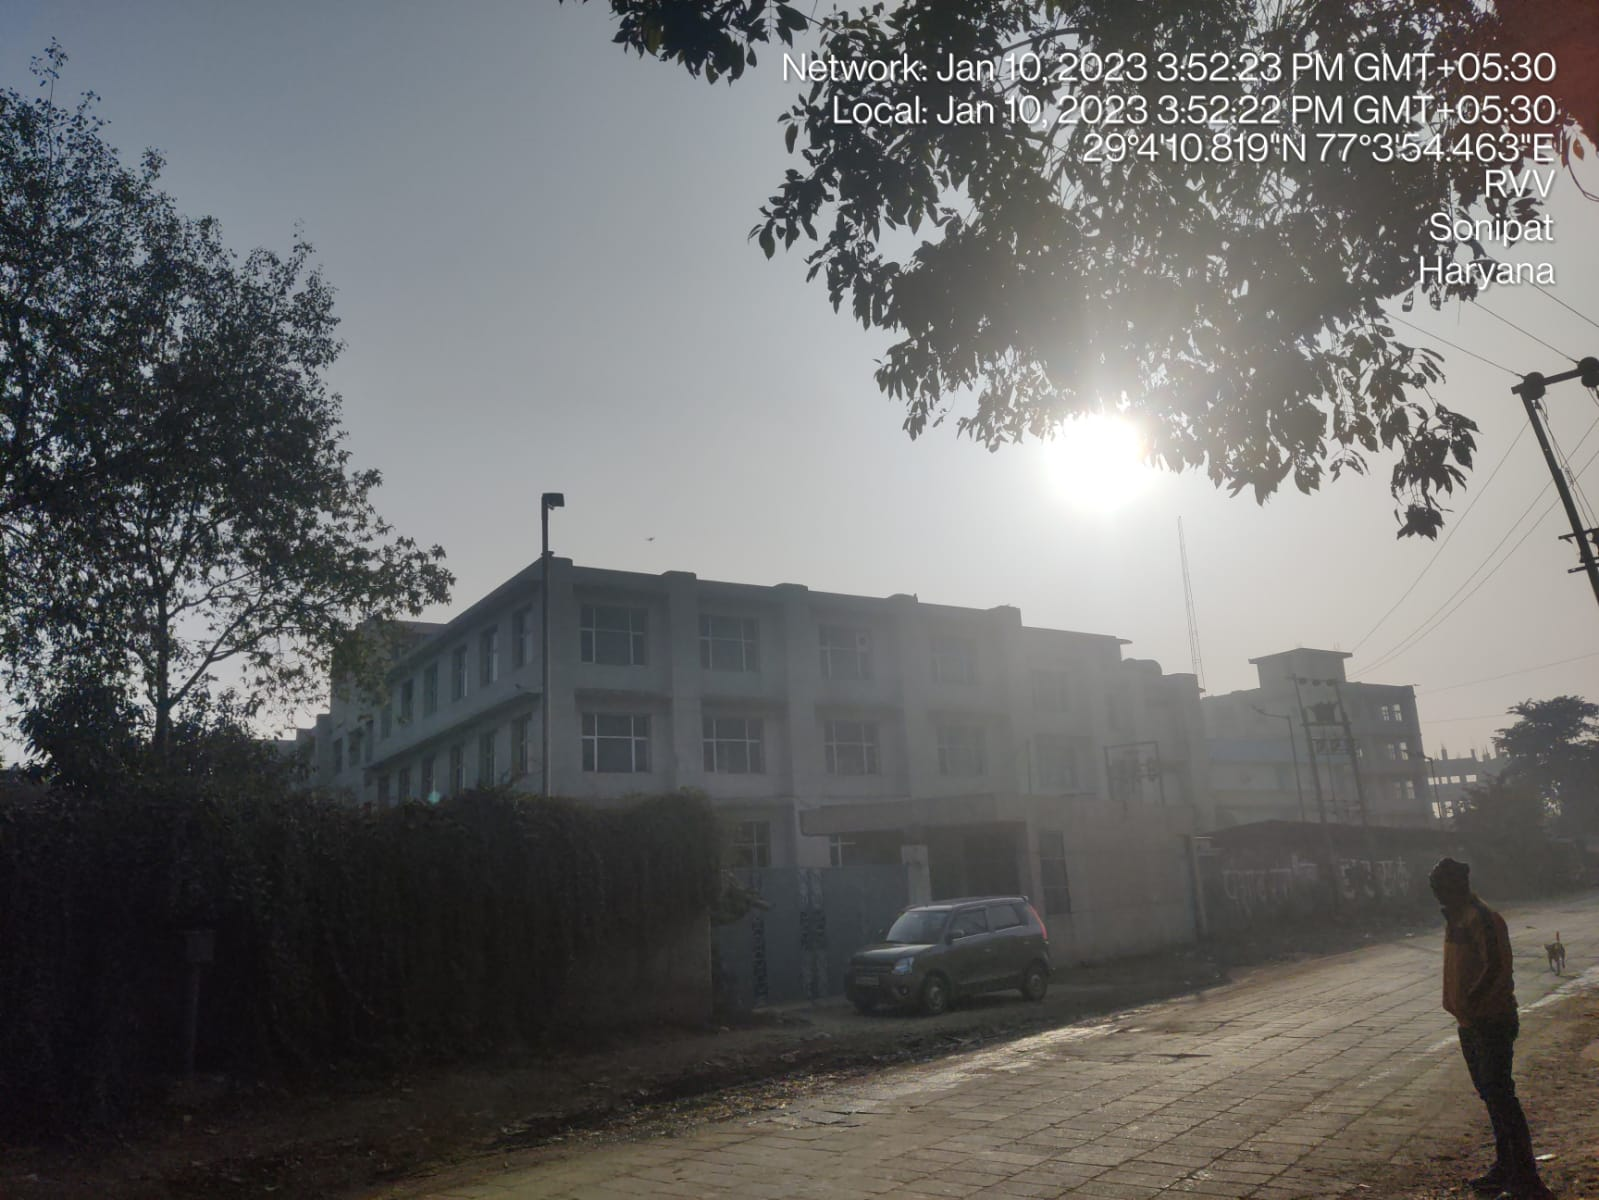 Network: Jan 10, 2023 3:52:23 PM GMT+05:30
Local: Jan 10, 2023 3:52:22 PM GMT+05:30
29°4'10.819"N 77°3'54.463"E
RVV
Sonipat
Haryana